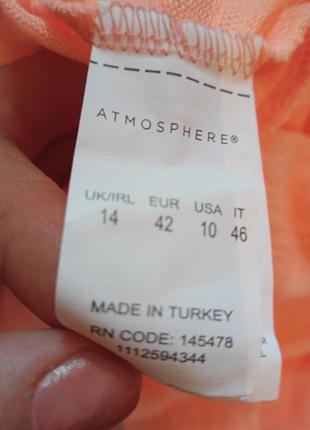 ATMOSPHERE®
UK/IRL EUR USA IT
14 42 10 46
MADE IN TURKEY
RN CODE: 145478
1112594344